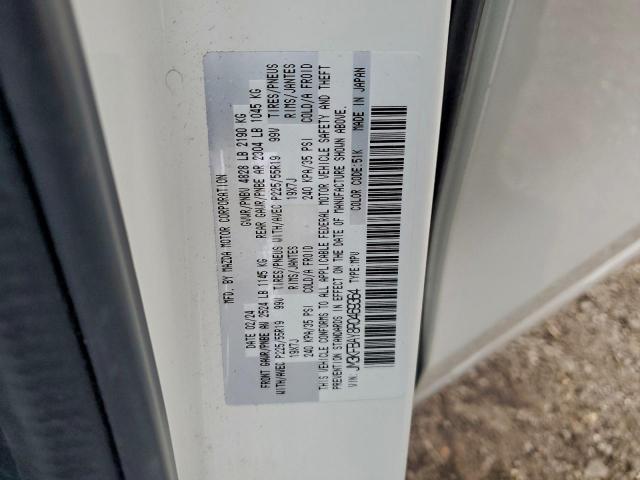 MFD. BY MAZDA MOTOR CORPORATION
DATE 02/24 GVWR/PNBV 4828 LB 2190 KG
FRONT GAWR/PNBE AV 2524 LB 1145 KG REAR GAWR/PNBE AR 2304 LB 1045 KG
WITH/AVEC P225/55R19 99V TIRES/PNEUS WITH/AVEC P225/55R19 99V TIRES/PNEUS
19X7J RIMS/JANTES 19X7J RIMS/JANTES
240 KPA/35 PSI COLD/A FROID 240 KPA/35 PSI COLD/A FROID
THIS VEHICLE CONFORMS TO ALL APPLICABLE FEDERAL MOTOR VEHICLE SAFETY AND THEFT
PREVENTION STANDARDS IN EFFECT ON THE DATE OF MANUFACTURE SHOWN ABOVE.
COLOR CODE:51K MADE IN JAPAN
VIN: TYPE:MPV